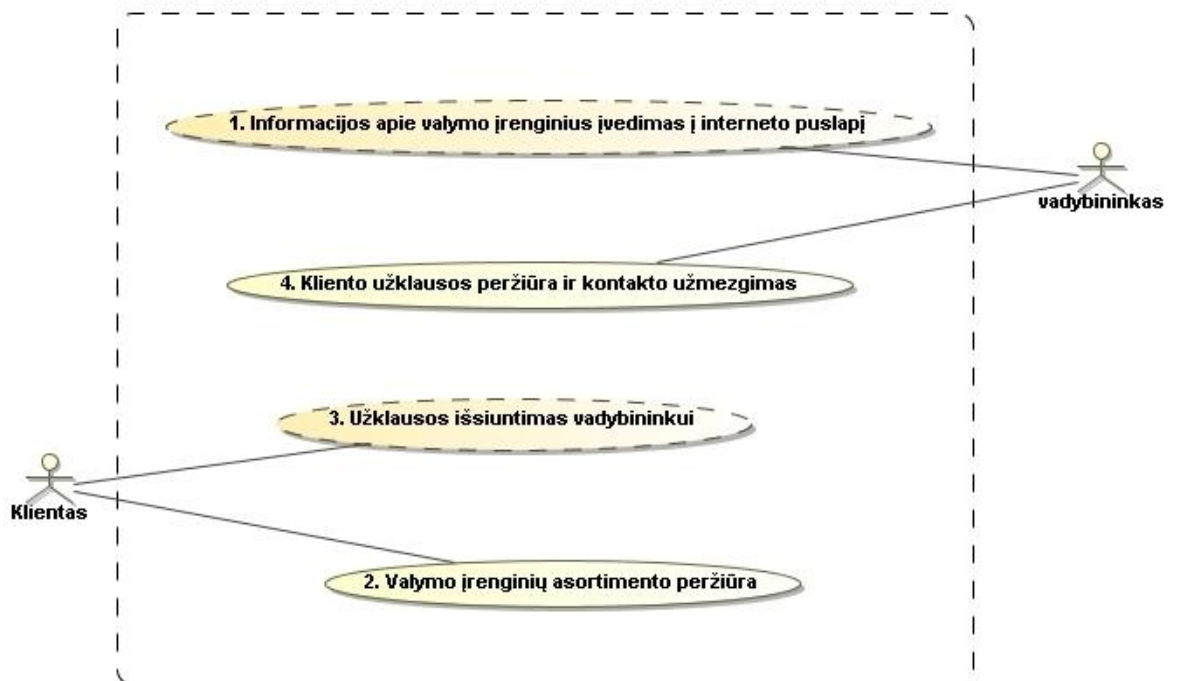 1. Informacijos apie valymo įrenginius įvedimas į interneto puslapį
vadybininkas
4. Kliento užklausos peržiūra ir kontakto užmezgimas
3. Užklausos išsiuntimas vadybininkui
Klientas
2. Valymo įrenginių asortimento peržiūra